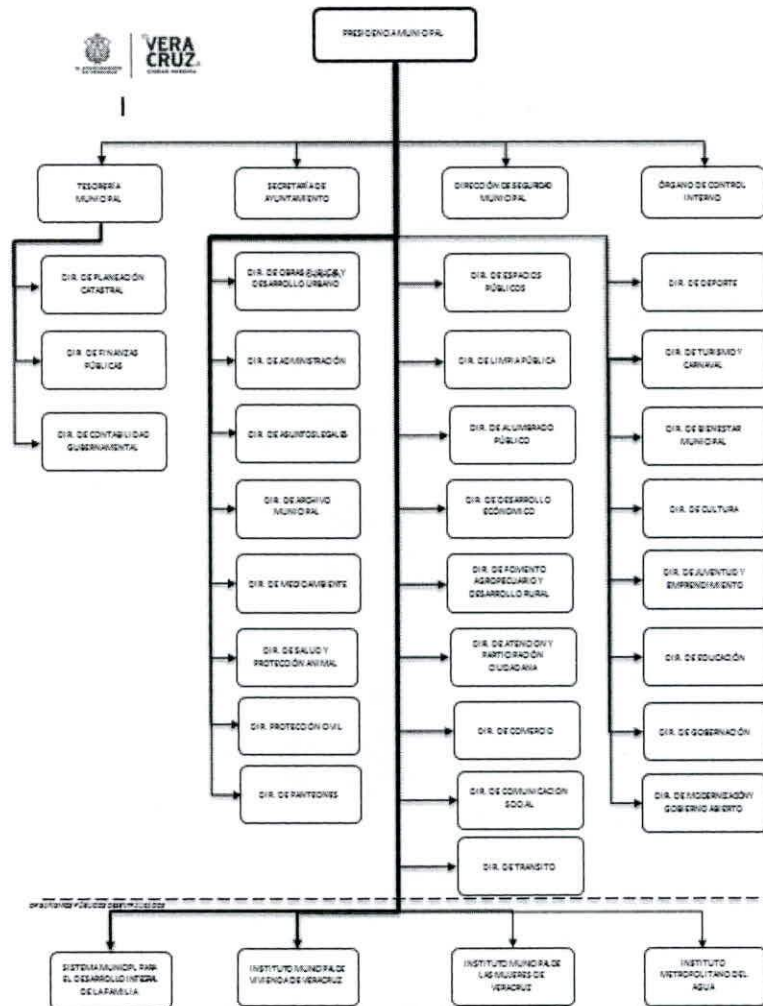 PRESIDENCIA MUNICIPAL
VERA
CRUZ
TESORERÍA
MUNICIPAL
SECRETARÍA DE
AYUNTAMIENTO
DIRECCIÓN DE SEGURIDAD
MUNICIPAL
ÓRGANO DE CONTROL
INTERNO
DIR. DE PLANEACIÓN
CATASTRAL
DIR. DE FINANZAS
PÚBLICAS
DIR. DE CONTABILIDAD
GUBERNAMENTAL
DIR. DE OBRAS PUBLICAS Y
DESARROLLO URBANO
DIR. DE ADMINISTRACIÓN
DIR. DE ASUNTOS LEGALES
DIR. DE ARCHIVO
MUNICIPAL
DIR. DE MEDIO AMBIENTE
DIR. DE SALUD Y
PROTECCIÓN ANIMAL
DIR. PROTECCIÓN CIVIL
DIR. DE PANTEONES
DIR. DE ESPACIOS
PÚBLICOS
DIR. DE LIMPIA PÚBLICA
DIR. DE ALUMBRADO
PÚBLICO
DIR. DE DESARROLLO
ECONÓMICO
DIR. DE FOMENTO
AGROPECUARIO Y
DESARROLLO RURAL
DIR. DE ATENCION Y
PARTICIPACIÓN
CIUDADANA
DIR. DE COMERCIO
DIR. DE COMUNICACION
SOCIAL
DIR. DE TRANSITO
DIR. DE DEPORTE
DIR. DE TURISMO Y
CARNAVAL
DIR. DE BIENESTAR
MUNICIPAL
DIR. DE CULTURA
DIR. DE JUVENTUD Y
EMPRENDIMIENTO
DIR. DE EDUCACIÓN
DIR. DE GOBERNACIÓN
DIR. DE MODERNIZACIÓN Y
GOBIERNO ABIERTO
SISTEMA MUNICIPL PARA
EL DESARROLLO INTEGRAL
DE LA FAMILIA
INSTITUTO MUNICIPAL DE
VIVIENDA DE VERACRUZ
INSTITUTO MUNICIPAL DE
LAS MUJERES DE
VERACRUZ
INSTITUTO
METROPOLITANO DEL
AGUA